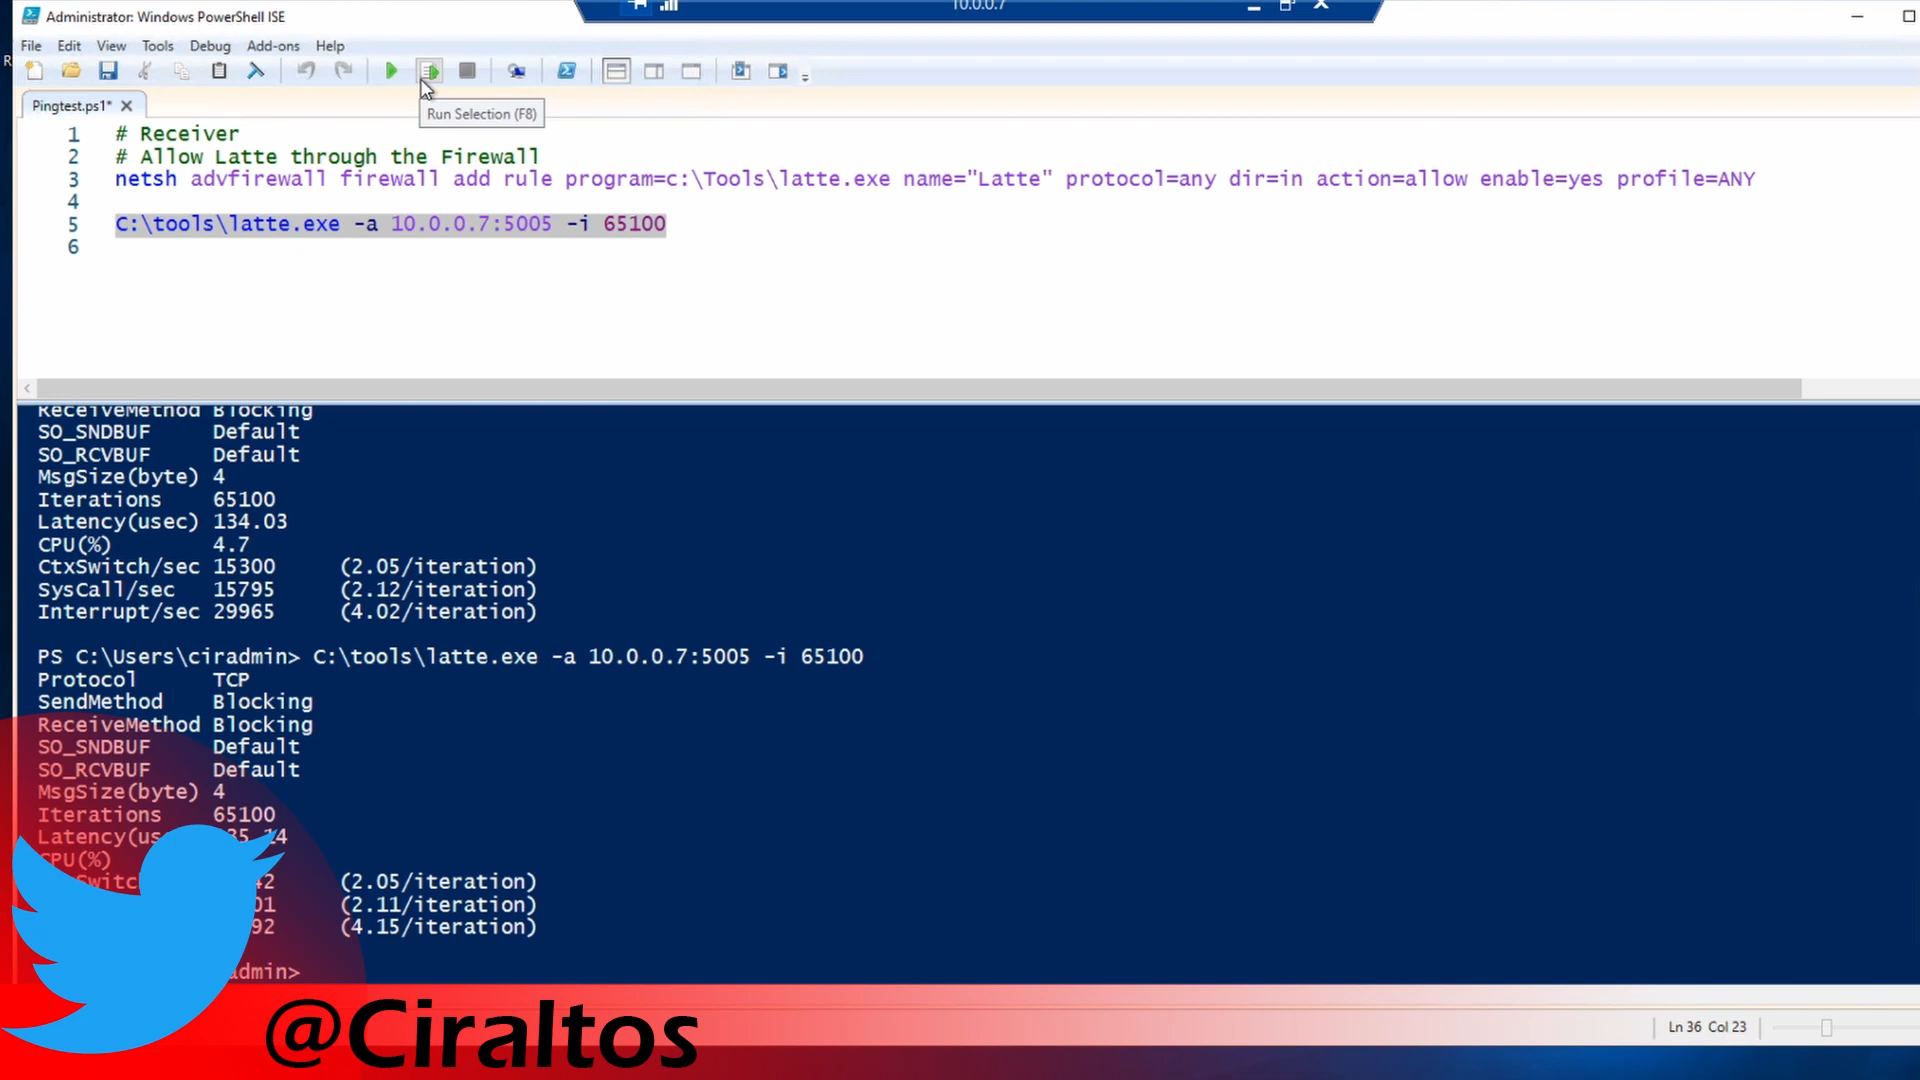 Administrator: Windows PowerShell ISE
10.0.0.7
File Edit View Tools Debug Add-ons Help
Pingtest.ps1*
Run Selection (F8)
1 # Receiver
2 # Allow Latte through the Firewall
3 netsh advfirewall firewall add rule program=c:\Tools\latte.exe name="Latte" protocol=any dir=in action=allow enable=yes profile=ANY
4
5 C:\tools\latte.exe -a 10.0.0.7:5005 -i 65100
6
ReceiveMethod Blocking
SO_SNDBUF Default
SO_RCVBUF Default
MsgSize(byte) 4
Iterations 65100
Latency(usec) 134.03
CPU(%) 4.7
CtxSwitch/sec 15300 (2.05/iteration)
SysCall/sec 15795 (2.12/iteration)
Interrupt/sec 29965 (4.02/iteration)
PS C:\Users\ciradmin> C:\tools\latte.exe -a 10.0.0.7:5005 -i 65100
Protocol TCP
SendMethod Blocking
ReceiveMethod Blocking
SO_SNDBUF Default
SO_RCVBUF Default
MsgSize(byte) 4
Iterations 65100
CPU(%)
(2.05/iteration)
(2.11/iteration)
(4.15/iteration)
@Ciraltos
Ln 36 Col 23